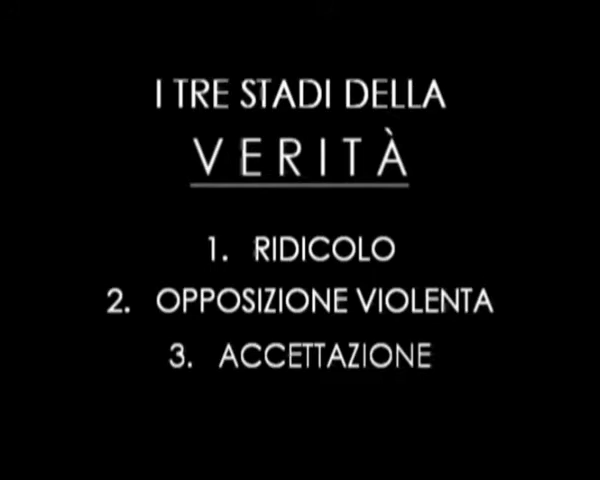 I TRE STADI DELLA
VERITÀ
1. RIDICOLO
2. OPPOSIZIONE VIOLENTA
3. ACCETTAZIONE